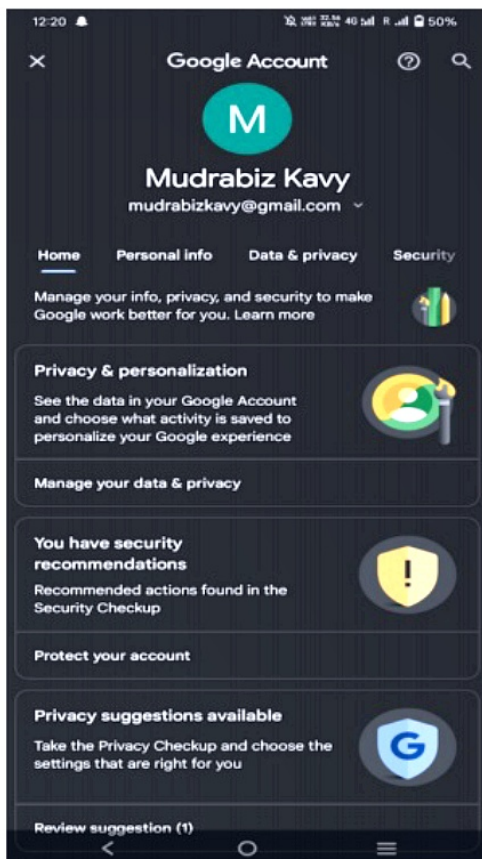 12:20 4G R 50%
Google Account
M
Mudrabiz Kavy
mudrabizkavy@gmail.com
Home Personal info Data & privacy Security
Manage your info, privacy, and security to make
Google work better for you. Learn more
Privacy & personalization
See the data in your Google Account
and choose what activity is saved to
personalize your Google experience
Manage your data & privacy
You have security
recommendations
!
Recommended actions found in the
Security Checkup
Protect your account
Privacy suggestions available
G
Take the Privacy Checkup and choose the
settings that are right for you
Review suggestion (1)